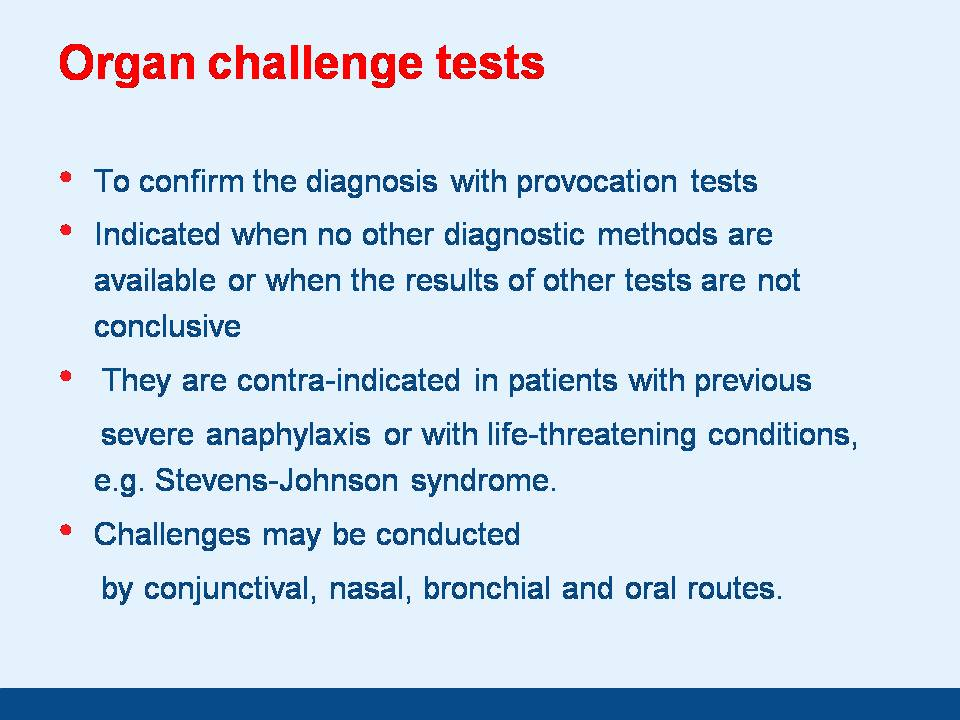 Organ challenge tests
• To confirm the diagnosis with provocation tests
• Indicated when no other diagnostic methods are
available or when the results of other tests are not
conclusive
• They are contra-indicated in patients with previous
severe anaphylaxis or with life-threatening conditions,
e.g. Stevens-Johnson syndrome.
• Challenges may be conducted
by conjunctival, nasal, bronchial and oral routes.